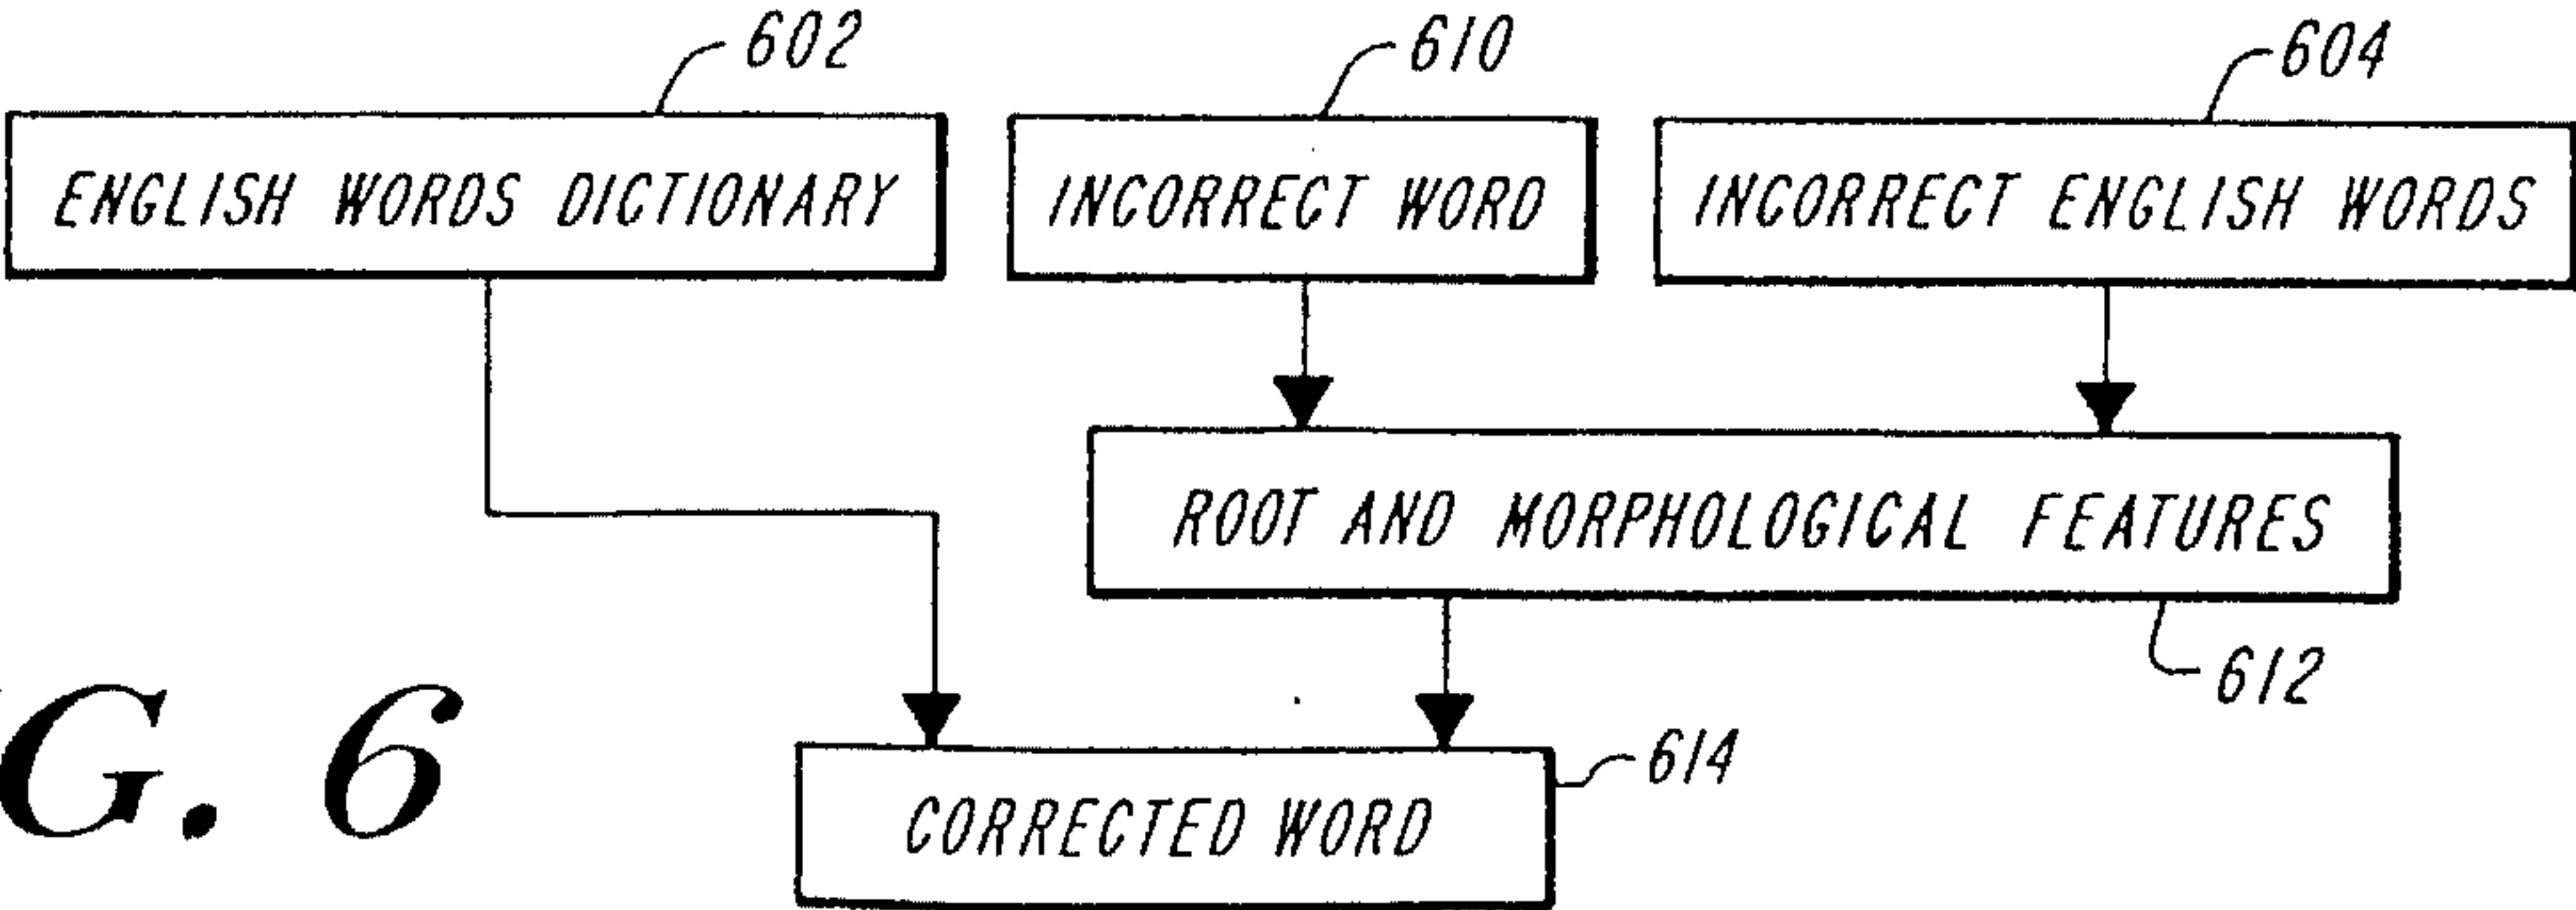 602
610
604
ENGLISH WORDS DICTIONARY
INCORRECT WORD
INCORRECT ENGLISH WORDS
ROOT AND MORPHOLOGICAL FEATURES
612
G. 6
614
CORRECTED WORD